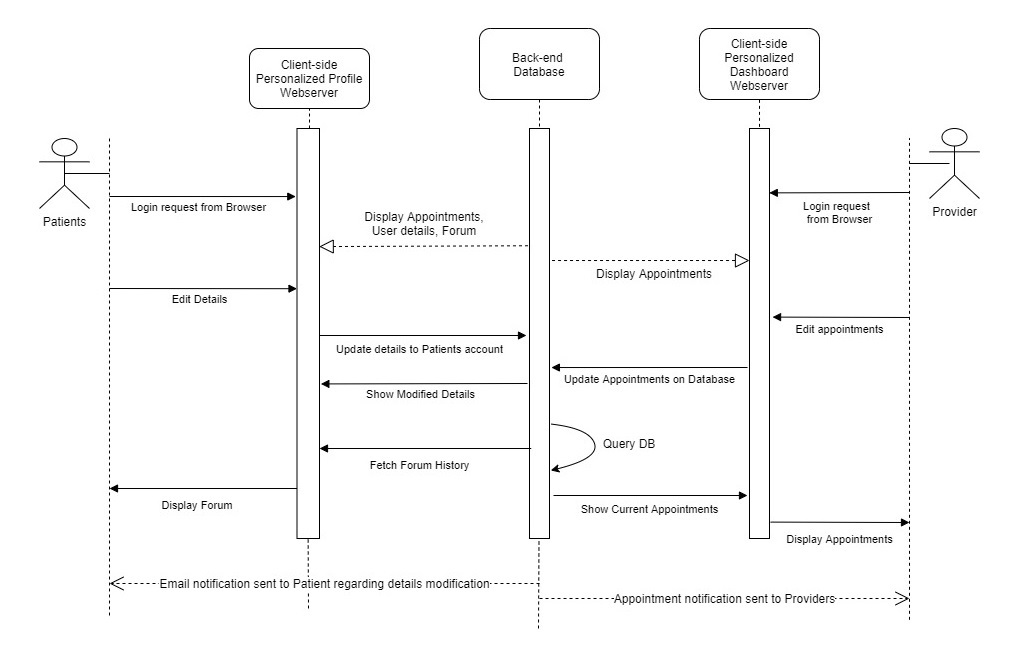 Client-side
Personalized Profile
Webserver
Back-end
Database
Client-side
Personalized
Dashboard
Webserver
Patients
Provider
Login request from Browser
Login request
from Browser
Display Appointments,
User details, Forum
Display Appointments
Edit Details
Edit appointments
Update details to Patients account
Update Appointments on Database
Show Modified Details
Query DB
Fetch Forum History
Display Forum
Show Current Appointments
Display Appointments
Email notification sent to Patient regarding details modification
Appointment notification sent to Providers